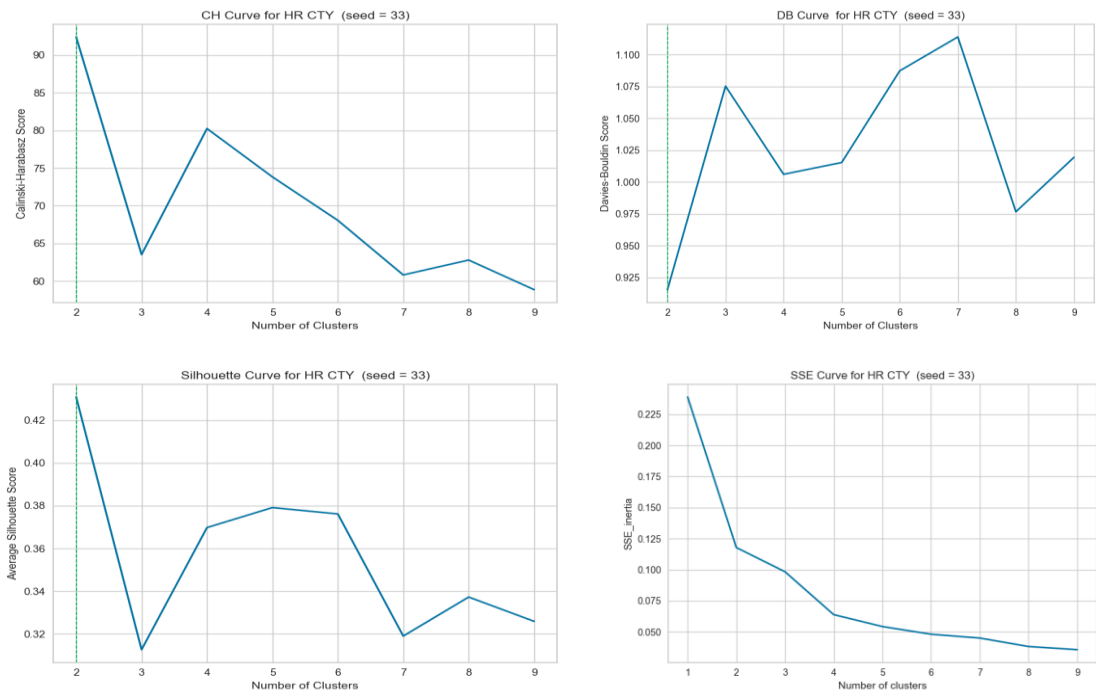 CH Curve for HR CTY (seed = 33)
Calinski-Harabasz Score
90
85
80
75
70
65
60
2 3 4 5 6 7 8 9
Number of Clusters
DB Curve for HR CTY (seed = 33)
Davies-Bouldin Score
1.100
1.075
1.050
1.025
1.000
0.975
0.950
0.925
2 3 4 5 6 7 8 9
Number of Clusters
Silhouette Curve for HR CTY (seed = 33)
Average Silhouette Score
0.42
0.40
0.38
0.36
0.34
0.32
2 3 4 5 6 7 8 9
Number of Clusters
SSE Curve for HR CTY (seed = 33)
SSE_inertia
0.225
0.200
0.175
0.150
0.125
0.100
0.075
0.050
1 2 3 4 5 6 7 8 9
Number of clusters